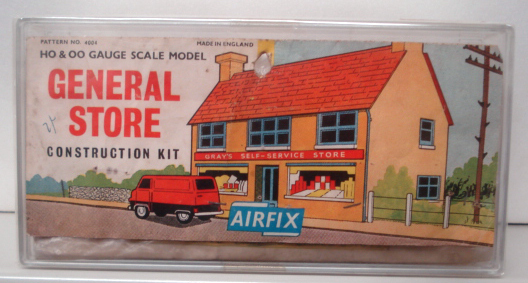 PATTERN NO. 4004
MADE IN ENGLAND
HO & OO GAUGE SCALE MODEL
GENERAL
STORE
CONSTRUCTION KIT
GRAY'S SELF-SERVICE STORE
AIRFIX